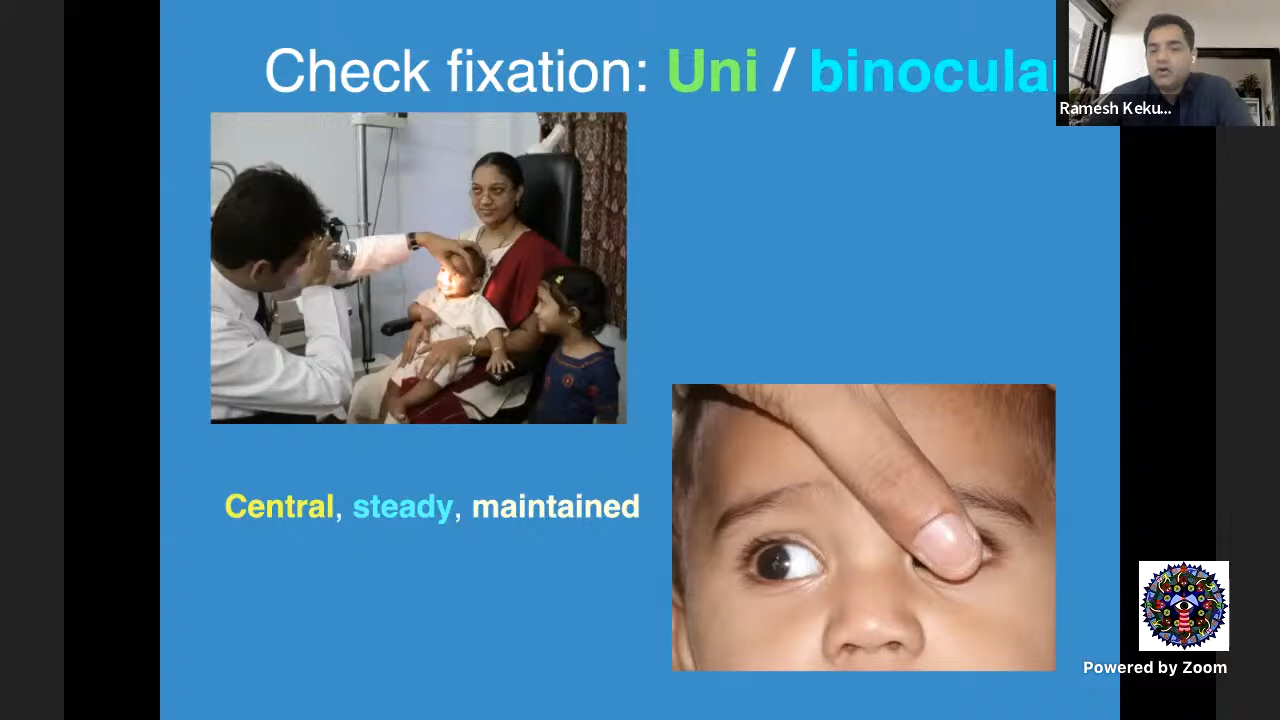 Check fixation: Uni / binocular
Ramesh Keku...
Central, steady, maintained
Powered by Zoom